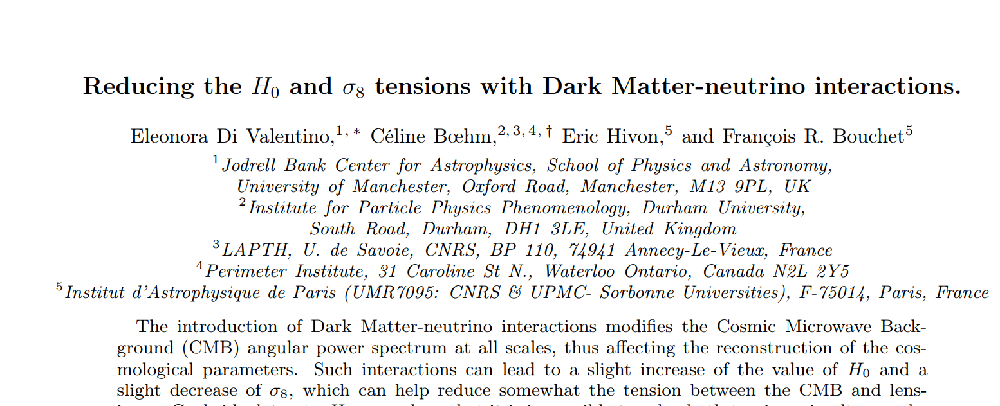 Reducing the H0 and σ8 tensions with Dark Matter-neutrino interactions.
Eleonora Di Valentino,1, * Céline Bœhm,2, 3, 4, † Eric Hivon,5 and François R. Bouchet5
1Jodrell Bank Center for Astrophysics, School of Physics and Astronomy,
University of Manchester, Oxford Road, Manchester, M13 9PL, UK
2Institute for Particle Physics Phenomenology, Durham University,
South Road, Durham, DH1 3LE, United Kingdom
3LAPTH, U. de Savoie, CNRS, BP 110, 74941 Annecy-Le-Vieux, France
4Perimeter Institute, 31 Caroline St N., Waterloo Ontario, Canada N2L 2Y5
5Institut d'Astrophysique de Paris (UMR7095: CNRS & UPMC- Sorbonne Universities), F-75014, Paris, France
The introduction of Dark Matter-neutrino interactions modifies the Cosmic Microwave Back-
ground (CMB) angular power spectrum at all scales, thus affecting the reconstruction of the cos-
mological parameters. Such interactions can lead to a slight increase of the value of H0 and a
slight decrease of σ8, which can help reduce somewhat the tension between the CMB and lens-